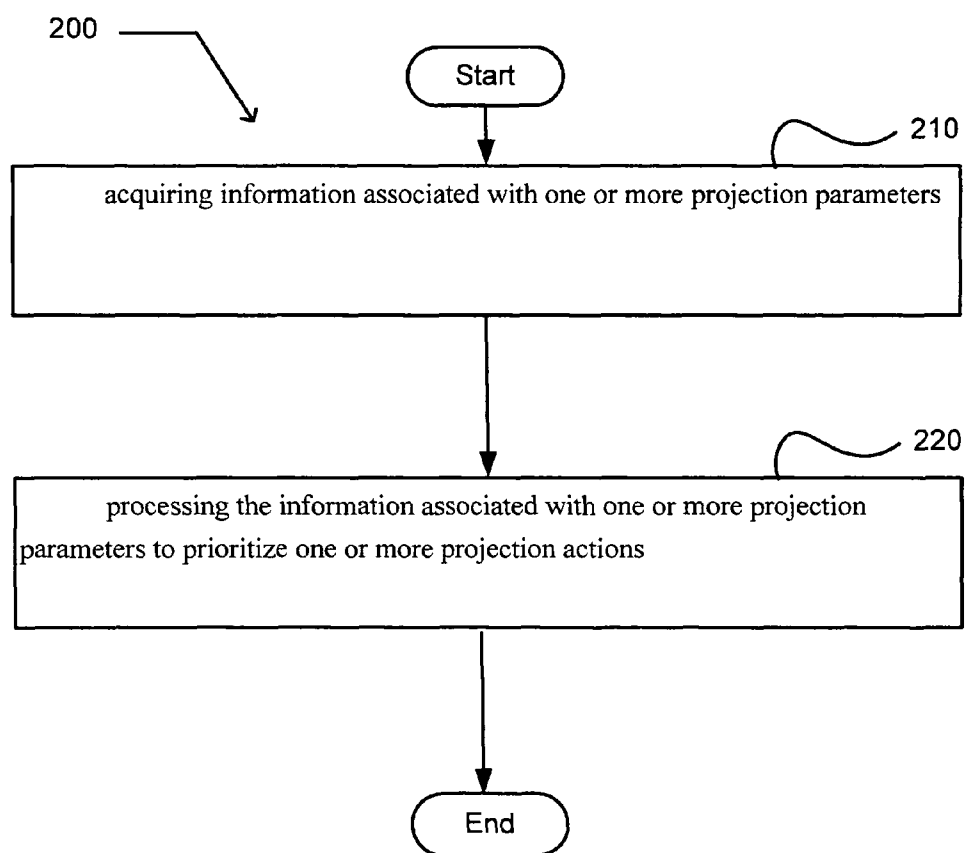 200
Start
210
acquiring information associated with one or more projection parameters
220
processing the information associated with one or more projection
parameters to prioritize one or more projection actions
End